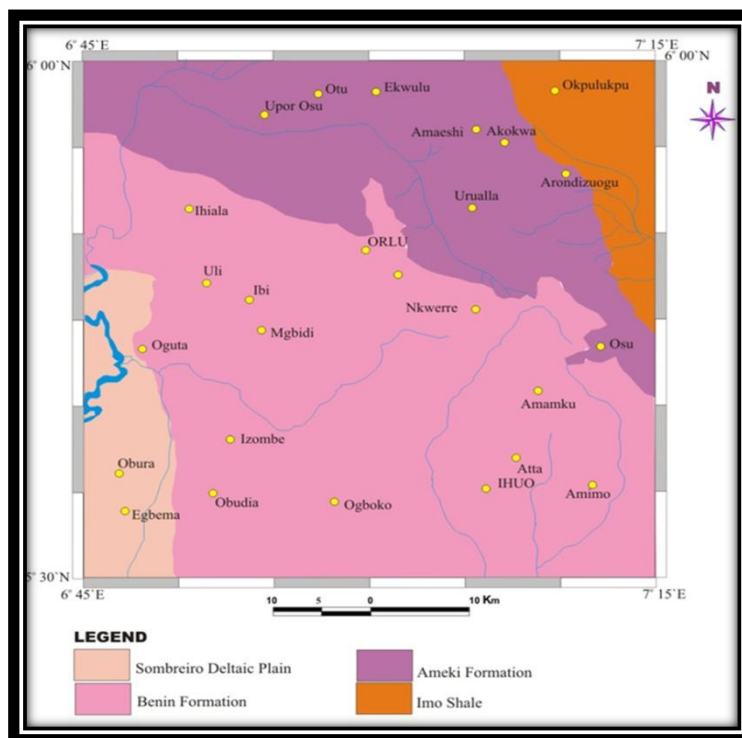 6˚45'E 7˚15'E
6˚00'N 6˚00'N
N
Otu
Ekwulu
Okpulukpu
Upor Osu
Amaeshi
Akokwa
Arondizuogu
Urualla
Ihiala
ORLU
Uli
Ibi
Nkwerre
Mgbidi
Oguta
Osu
Amamku
Izombe
Obura
Atta
IHUO
Amimo
Obudia
Ogboko
Egbema
5˚30'N
6˚45'E 7˚15'E
10 5 0 10 Km
LEGEND
Sombreiro Deltaic Plain
Ameki Formation
Benin Formation
Imo Shale